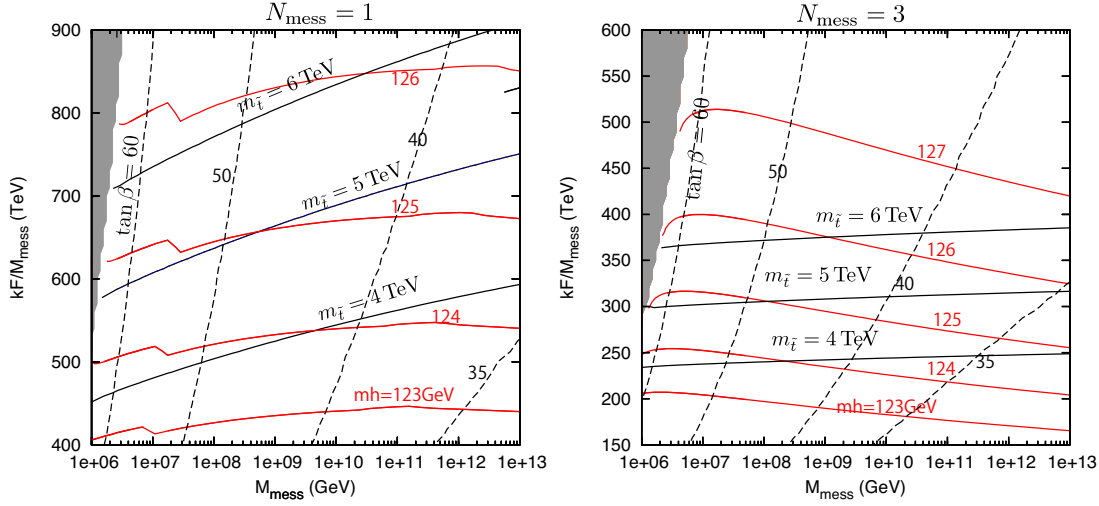 N_mess = 1
kF/M_mess (TeV)
900
800
700
600
500
400
1e+06 1e+07 1e+08 1e+09 1e+10 1e+11 1e+12 1e+13
M_mess (GeV)
tan β = 60
50
40
35
m_t̃ = 6 TeV
m_t̃ = 5 TeV
m_t̃ = 4 TeV
126
125
124
mh=123GeV
N_mess = 3
kF/M_mess (TeV)
600
550
500
450
400
350
300
250
200
150
1e+06 1e+07 1e+08 1e+09 1e+10 1e+11 1e+12 1e+13
M_mess (GeV)
tan β = 60
50
40
35
127
m_t̃ = 6 TeV
126
m_t̃ = 5 TeV
125
m_t̃ = 4 TeV
124
mh=123GeV